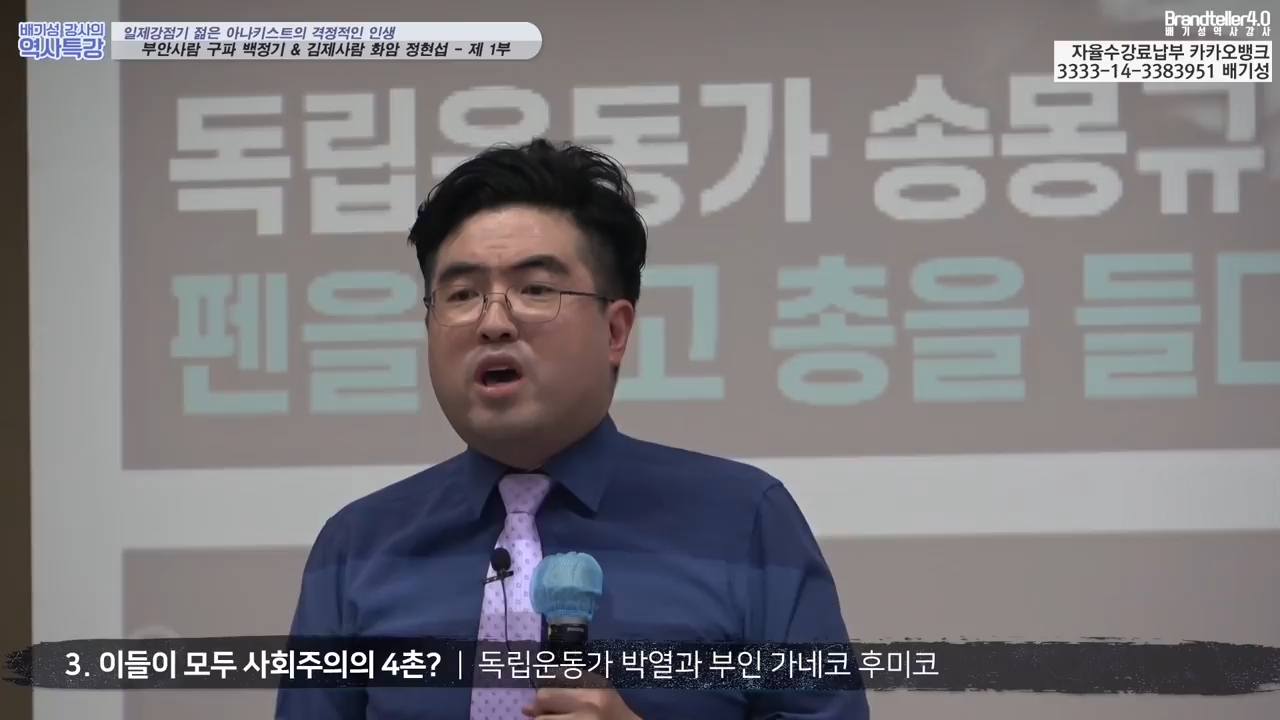 배기성 강사의
역사특강
일제강점기 젊은 아나키스트의 격정적인 인생
부안사람 구파 백정기 & 김제사람 화암 정현섭 - 제 1부
Brandteller4.0
배기성역사강사
자율수강료납부 카카오뱅크
3333-14-3383951 배기성
독립운동가 송몽규
펜을 고 총을 들다
3. 이들이 모두 사회주의의 4촌? | 독립운동가 박열과 부인 가네코 후미코